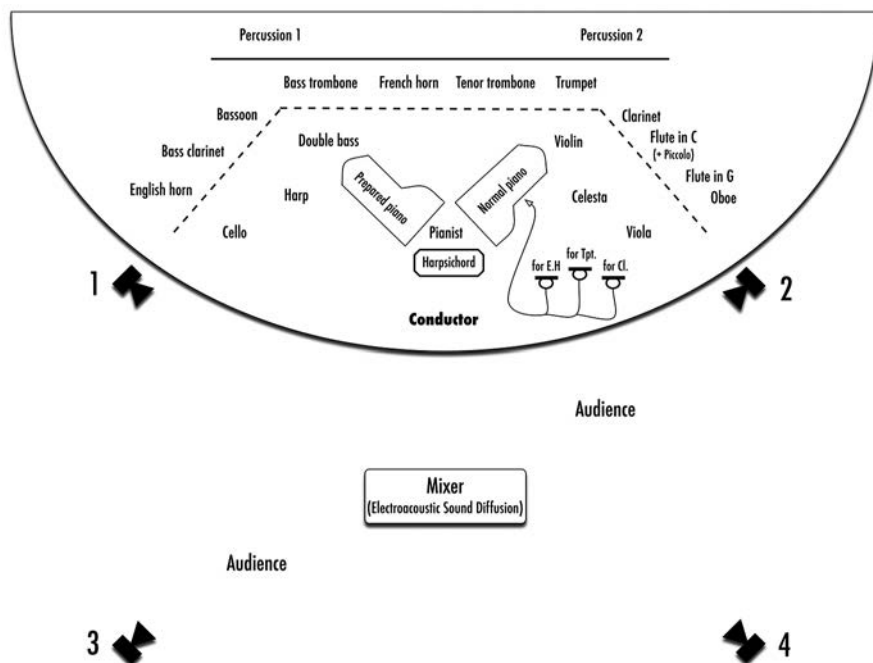 Percussion 1
Percussion 2
Bass trombone
French horn
Tenor trombone
Trumpet
Bassoon
Clarinet
Bass clarinet
Double bass
Violin
Flute in C
(+ Piccolo)
English horn
Harp
Prepared piano
Normal piano
Celesta
Flute in G
Oboe
Cello
Pianist
Viola
Harpsichord
for E.H
for Tpt.
for Cl.
1
2
Conductor
Audience
Mixer
(Electroacoustic Sound Diffusion)
Audience
3
4